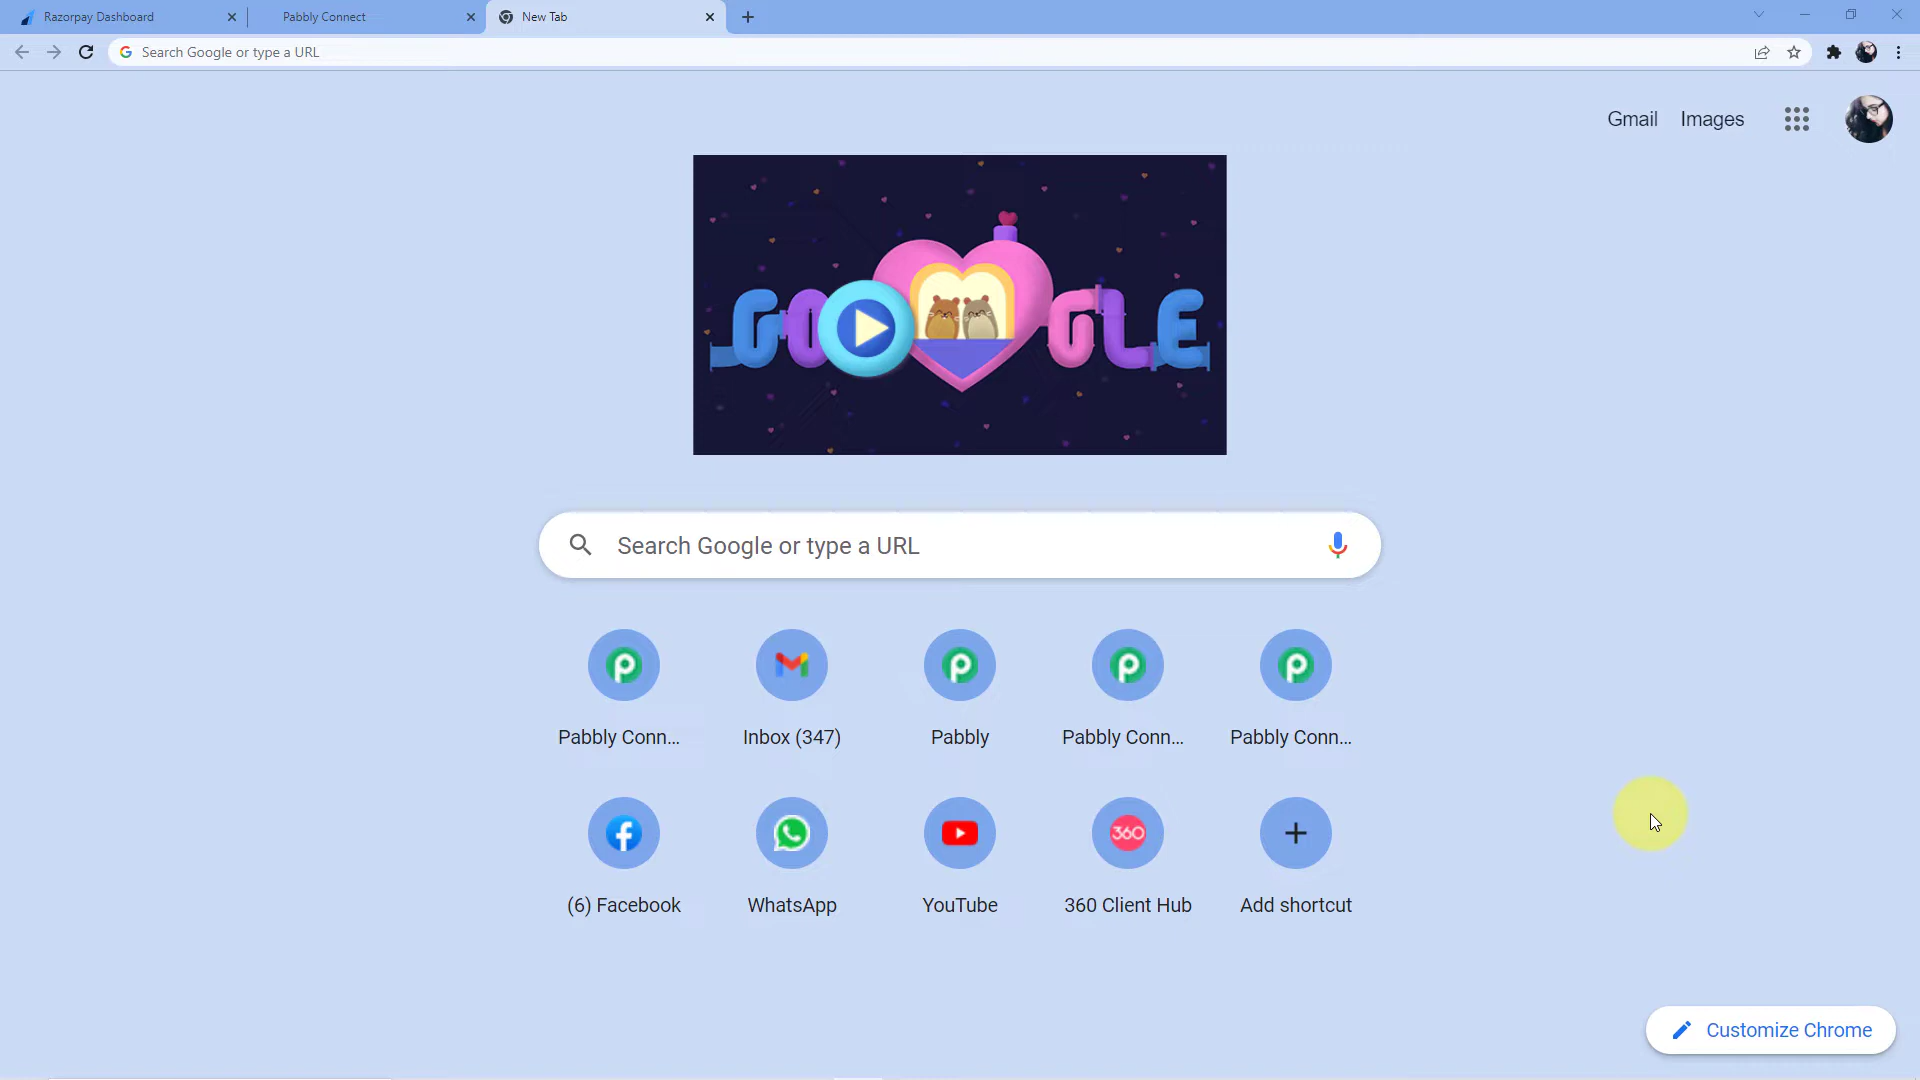 Razorpay Dashboard
Pabbly Connect
New Tab
Search Google or type a URL
Gmail
Images
GOOGLE
Search Google or type a URL
Pabbly Conn...
Inbox (347)
Pabbly
Pabbly Conn...
Pabbly Conn...
360
(6) Facebook
WhatsApp
YouTube
360 Client Hub
Add shortcut
Customize Chrome